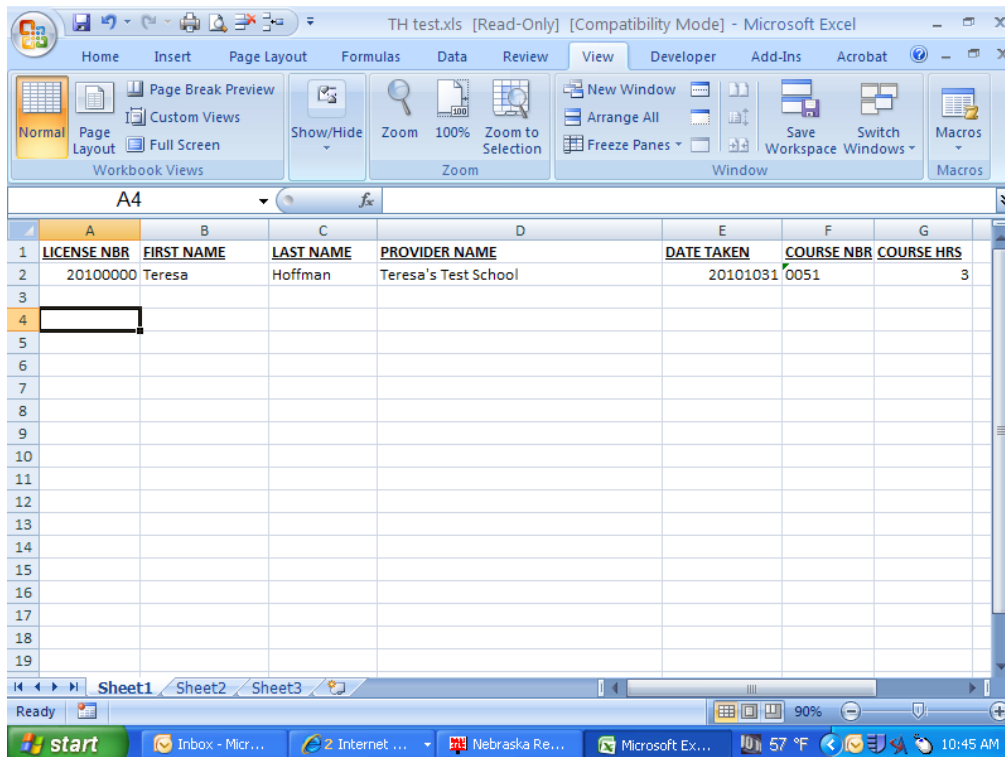 TH test.xls [Read-Only] [Compatibility Mode] - Microsoft Excel
Home Insert Page Layout Formulas Data Review View Developer Add-Ins Acrobat
Normal
Page Layout
Page Break Preview
Custom Views
Full Screen
Workbook Views
Show/Hide
Zoom
100%
Zoom to Selection
Zoom
New Window
Arrange All
Freeze Panes
Save Workspace
Switch Windows
Window
Macros
Macros
A4 fx
A B C D E F G
1 LICENSE NBR FIRST NAME LAST NAME PROVIDER NAME DATE TAKEN COURSE NBR COURSE HRS
2 20100000 Teresa Hoffman Teresa's Test School 20101031 0051 3
3
4
5
6
7
8
9
10
11
12
13
14
15
16
17
18
19
Sheet1 Sheet2 Sheet3
Ready 90%
start Inbox - Micr... 2 Internet ... Nebraska Re... Microsoft Ex... 57 °F 10:45 AM